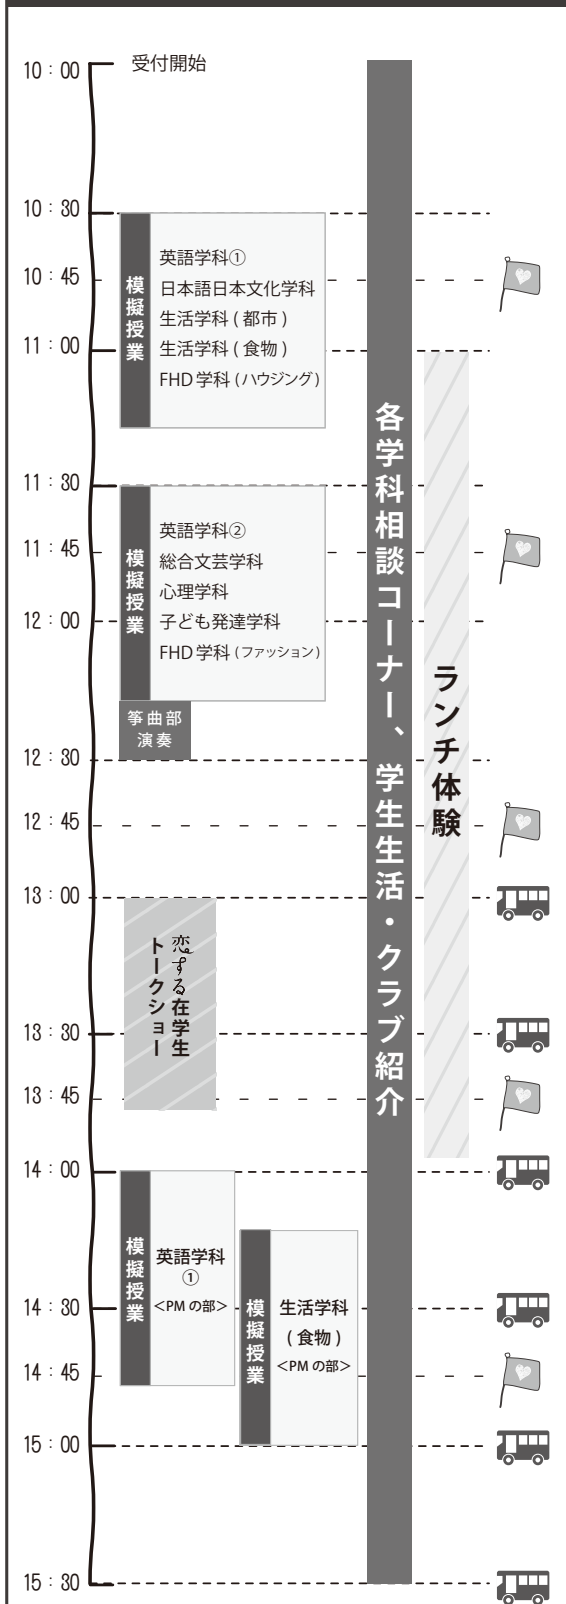 10:00
受付開始
10:30
模擬授業
英語学科①
日本語日本文化学科
生活学科(都市)
生活学科(食物)
FHD学科(ハウジング)
10:45
11:00
11:30
模擬授業
英語学科②
総合文芸学科
心理学科
子ども発達学科
FHD学科(ファッション)
11:45
12:00
箏曲部
演奏
12:30
12:45
13:00
恋する在学生
トークショー
13:30
13:45
14:00
模擬授業
英語学科
①
<PMの部>
模擬授業
生活学科
(食物)
<PMの部>
14:30
14:45
15:00
15:30
各学科相談コーナー、学生生活・クラブ紹介
ランチ体験